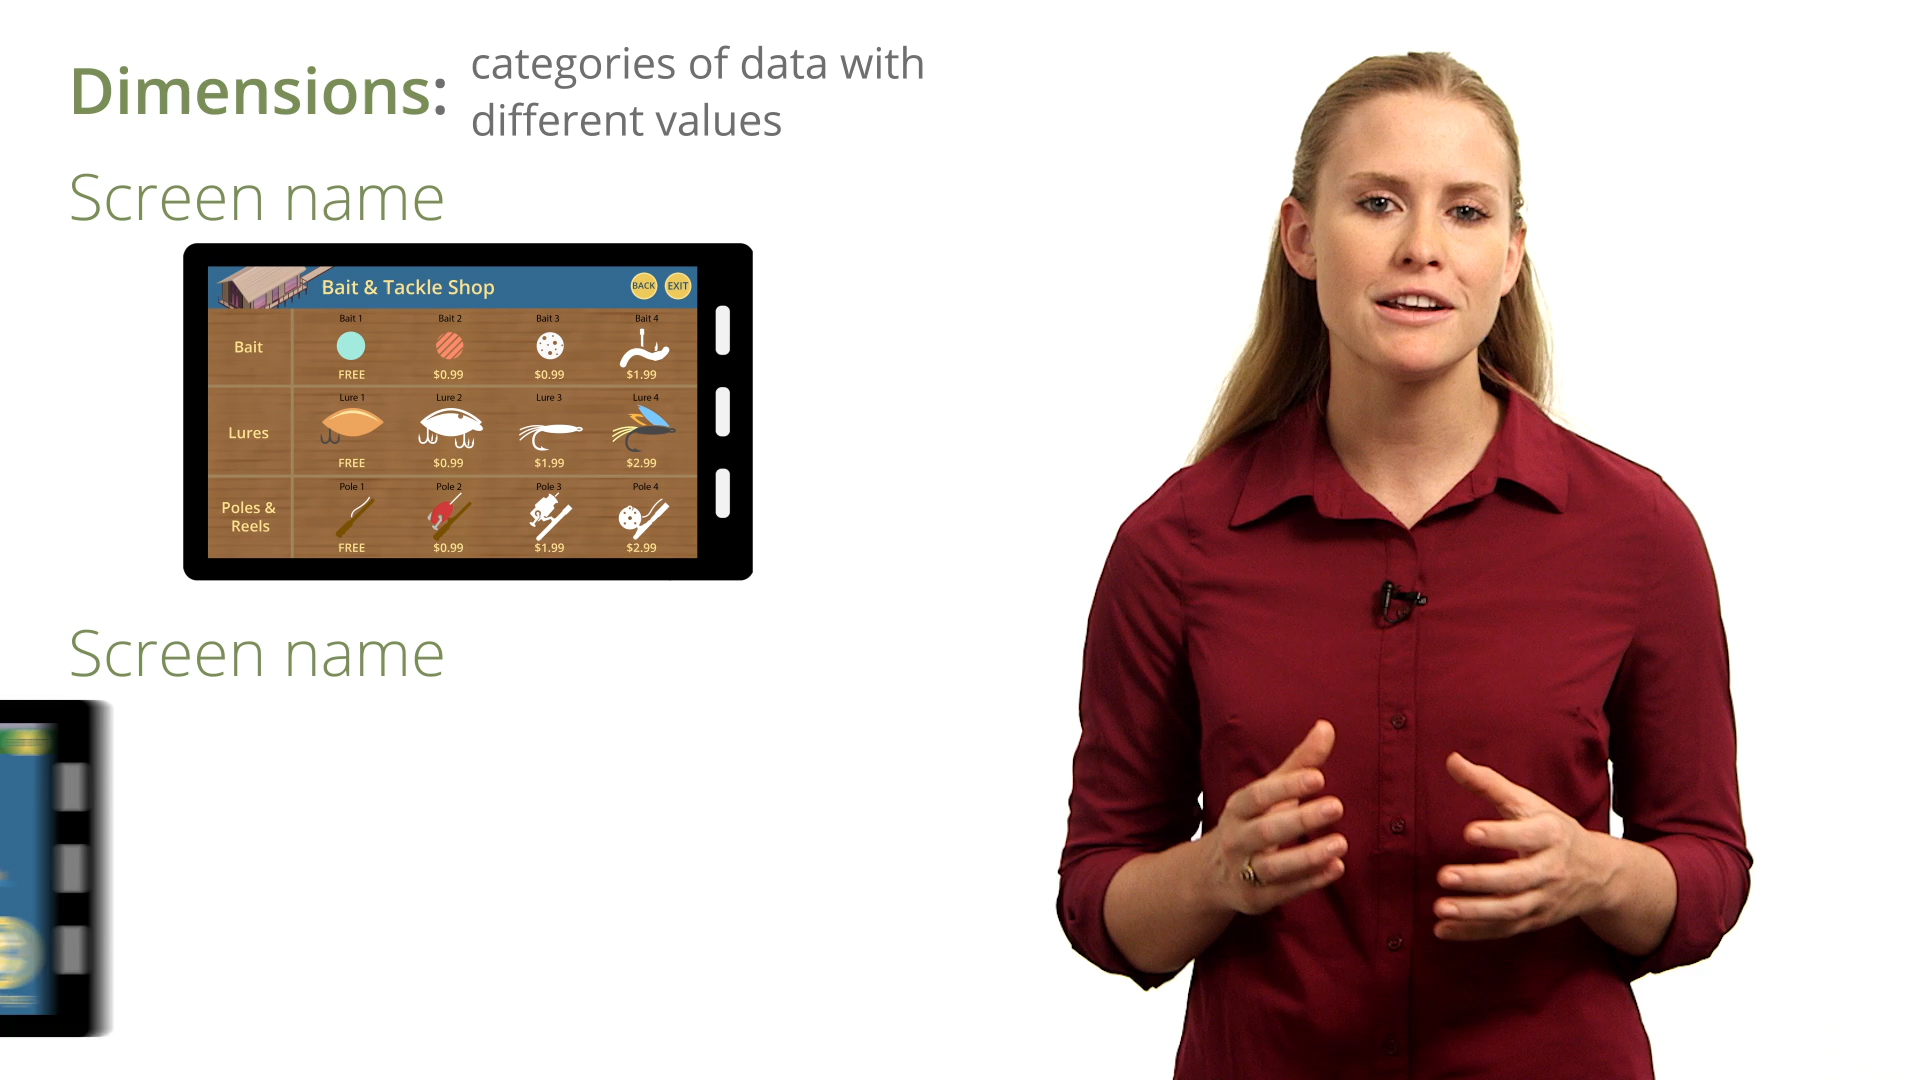 Dimensions: categories of data with
different values
Screen name
Bait & Tackle Shop BACK EXIT
Bait 1 Bait 2 Bait 3 Bait 4
Bait
FREE $0.99 $0.99 $1.99
Lure 1 Lure 2 Lure 3 Lure 4
Lures
FREE $0.99 $1.99 $2.99
Pole 1 Pole 2 Pole 3 Pole 4
Poles &
Reels
FREE $0.99 $1.99 $2.99
Screen name